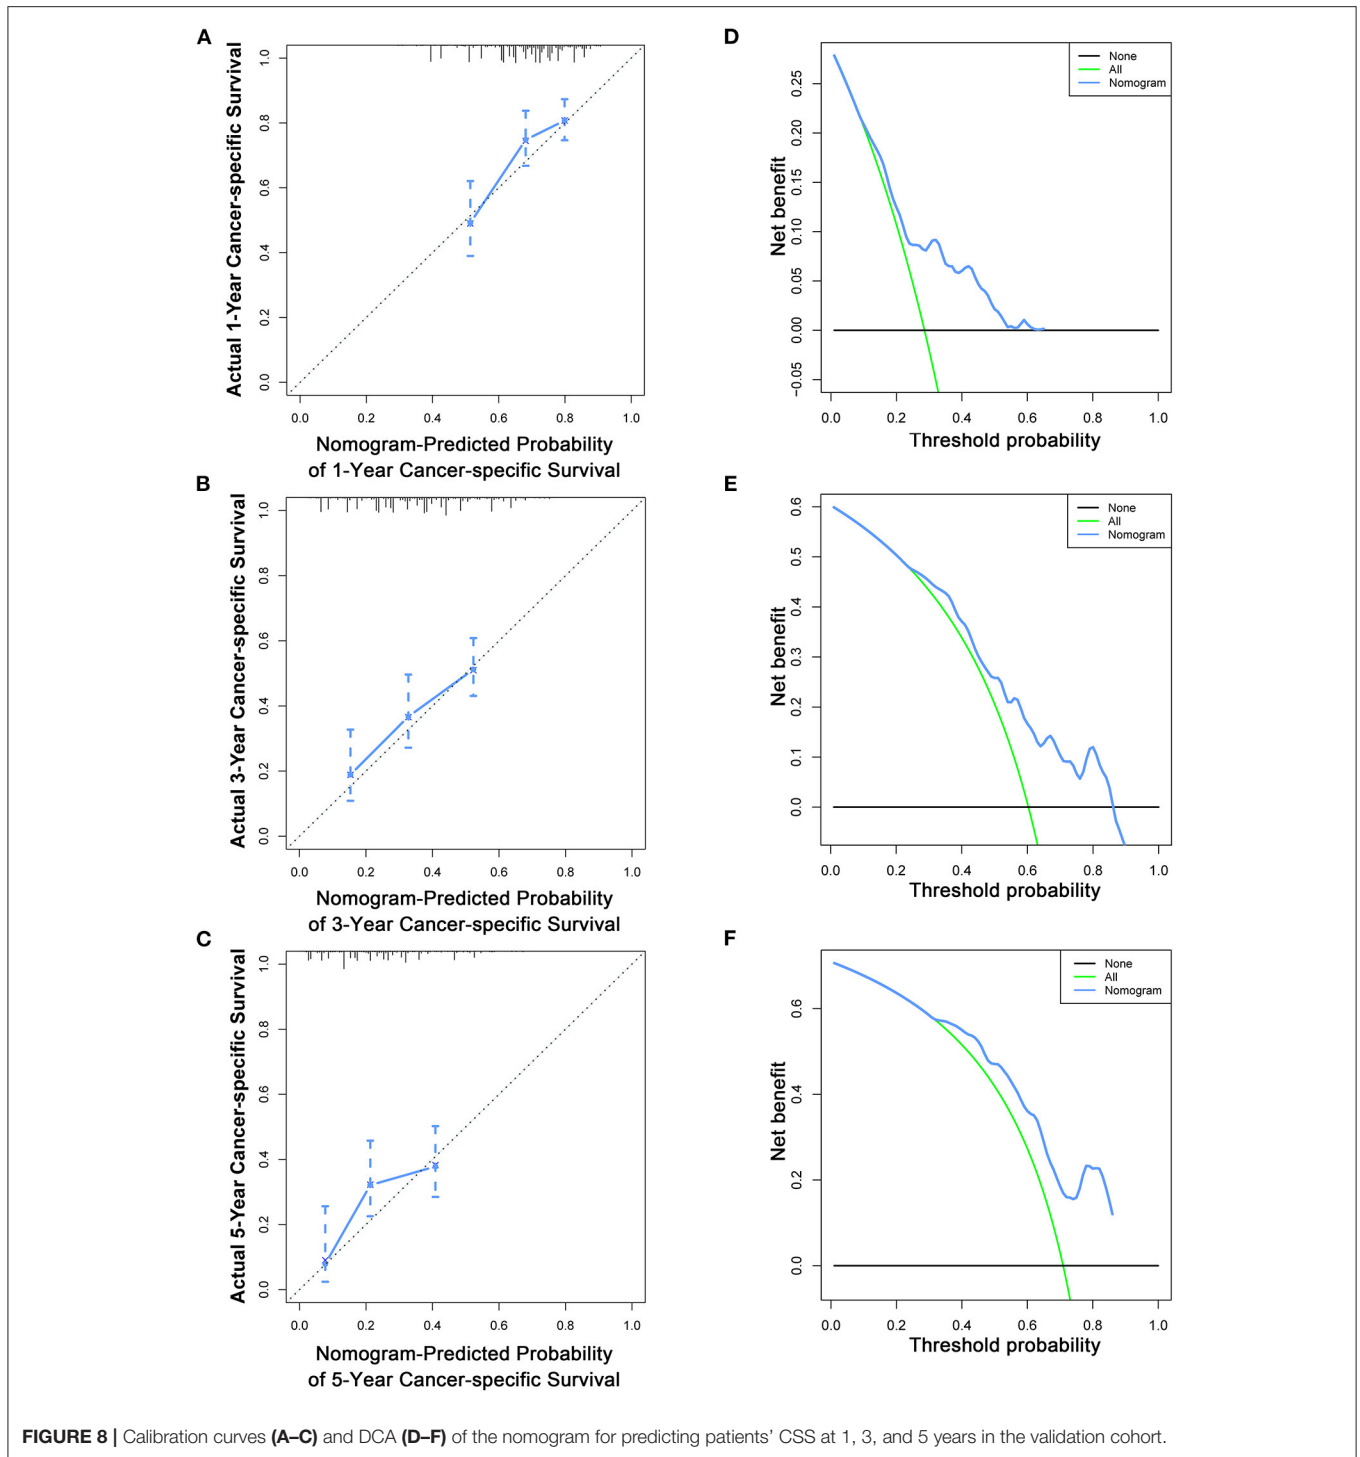 A
Actual 1-Year Cancer-specific Survival
1.0
0.8
0.6
0.4
0.2
0.0
0.0 0.2 0.4 0.6 0.8 1.0
Nomogram-Predicted Probability
of 1-Year Cancer-specific Survival
D
None
All
Nomogram
Net benefit
0.25
0.20
0.15
0.10
0.05
0.00
−0.05
0.0 0.2 0.4 0.6 0.8 1.0
Threshold probability
B
Actual 3-Year Cancer-specific Survival
1.0
0.8
0.6
0.4
0.2
0.0
0.0 0.2 0.4 0.6 0.8 1.0
Nomogram-Predicted Probability
of 3-Year Cancer-specific Survival
E
None
All
Nomogram
Net benefit
0.6
0.5
0.4
0.3
0.2
0.1
0.0
0.0 0.2 0.4 0.6 0.8 1.0
Threshold probability
C
Actual 5-Year Cancer-specific Survival
1.0
0.8
0.6
0.4
0.2
0.0
0.0 0.2 0.4 0.6 0.8 1.0
Nomogram-Predicted Probability
of 5-Year Cancer-specific Survival
F
None
All
Nomogram
Net benefit
0.6
0.4
0.2
0.0
0.0 0.2 0.4 0.6 0.8 1.0
Threshold probability
FIGURE 8 | Calibration curves (A–C) and DCA (D–F) of the nomogram for predicting patients' CSS at 1, 3, and 5 years in the validation cohort.